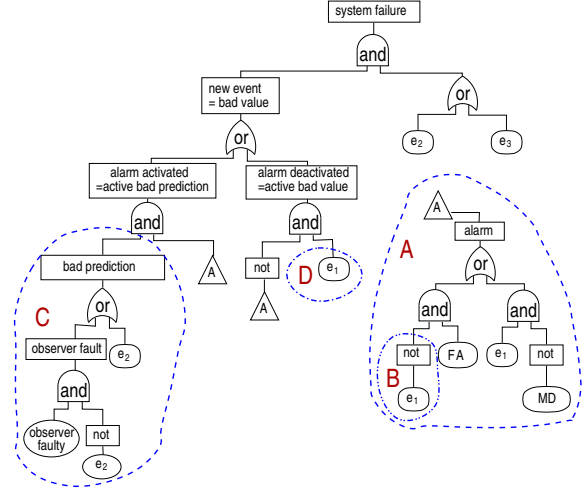 system failure
and
new event
= bad value
or
or
e2
e3
alarm activated
=active bad prediction
alarm deactivated
=active bad value
and
and
A
alarm
A
or
bad prediction
A
not
D
e1
A
C
or
and
and
observer fault
e2
not
FA
e1
not
B
e1
MD
and
observer
faulty
not
e2